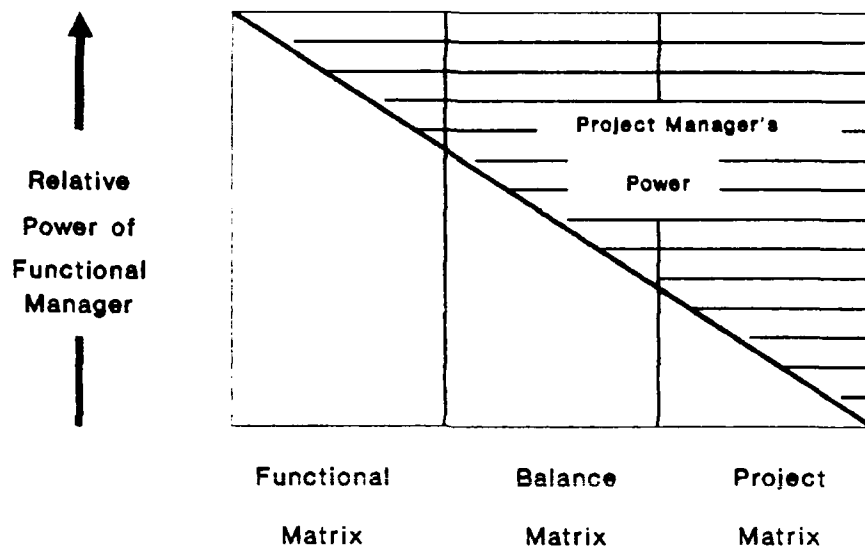 Project Manager's
Power
Relative
Power of
Functional
Manager
Functional Balance Project
Matrix Matrix Matrix